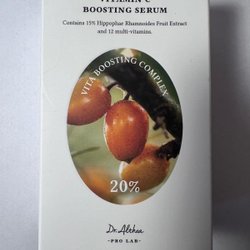 VITAMIN C
BOOSTING SERUM
Contains 15% Hippophae Rhamnoides Fruit Extract
and 12 multi-vitamins.
VITA BOOSTING COMPLEX
20%
Dr. Althea
-PRO LAB-